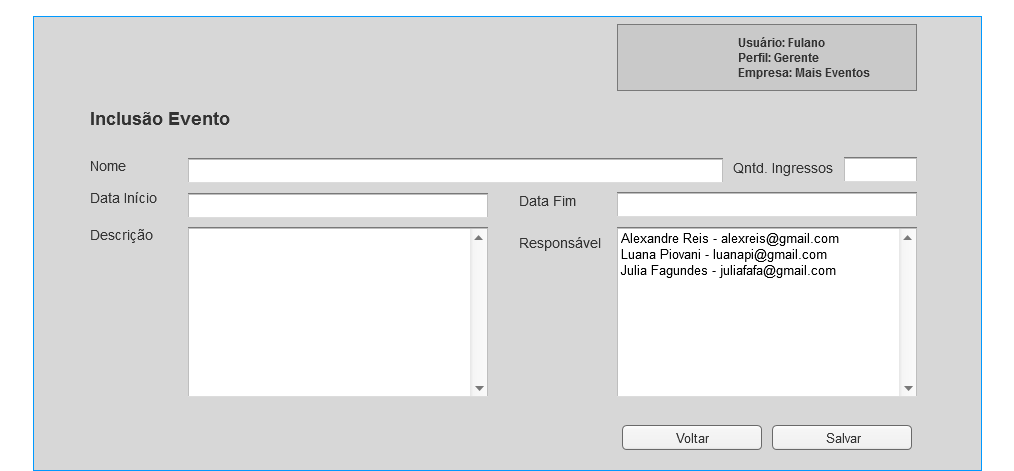 Usuário: Fulano
Perfil: Gerente
Empresa: Mais Eventos
Inclusão Evento
Nome
Qntd. Ingressos
Data Início
Data Fim
Descrição
Responsável
Alexandre Reis - alexreis@gmail.com
Luana Piovani - luanapi@gmail.com
Julia Fagundes - juliafafa@gmail.com
Voltar
Salvar